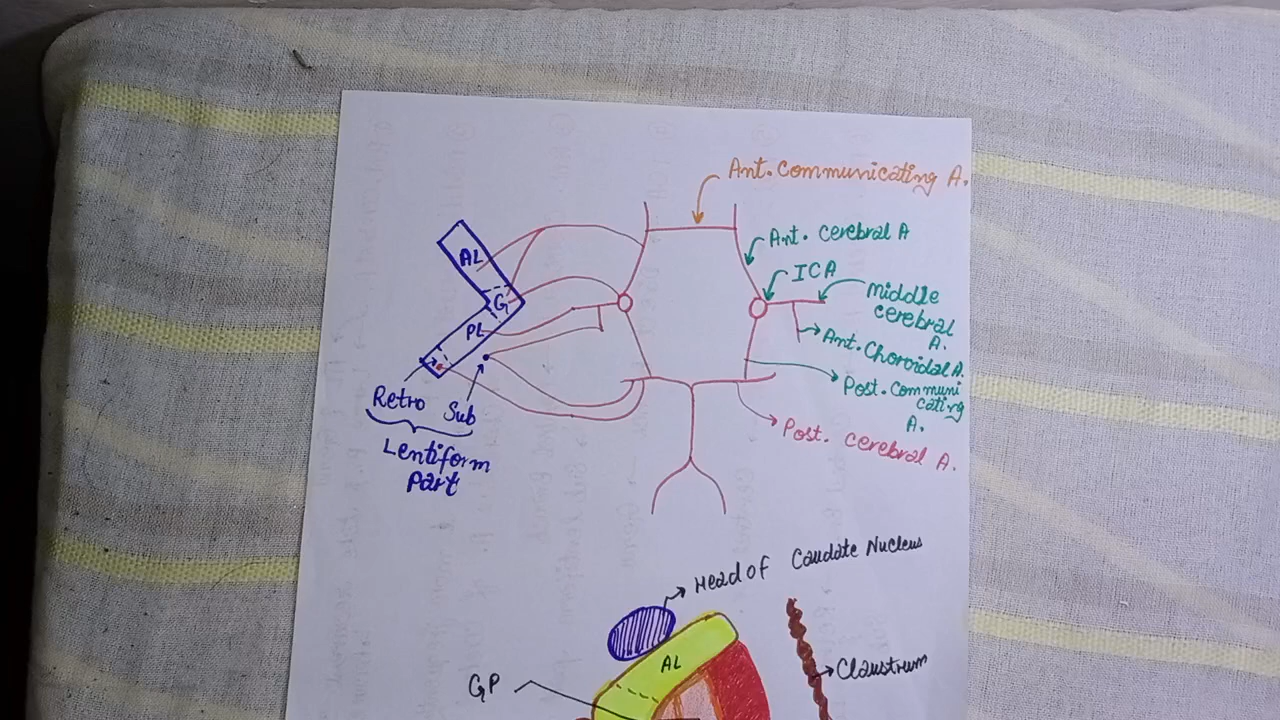 Ant. Communicating A.
Ant. cerebral A
ICA
Middle
cerebral
A.
Ant. Choroidal A.
Post. Communi
cating
A.
Post. cerebral A.
AL
G
PL
Retro
Sub
Lentiform
Part
Head of Caudate Nucleus
AL
Claustrum
GP